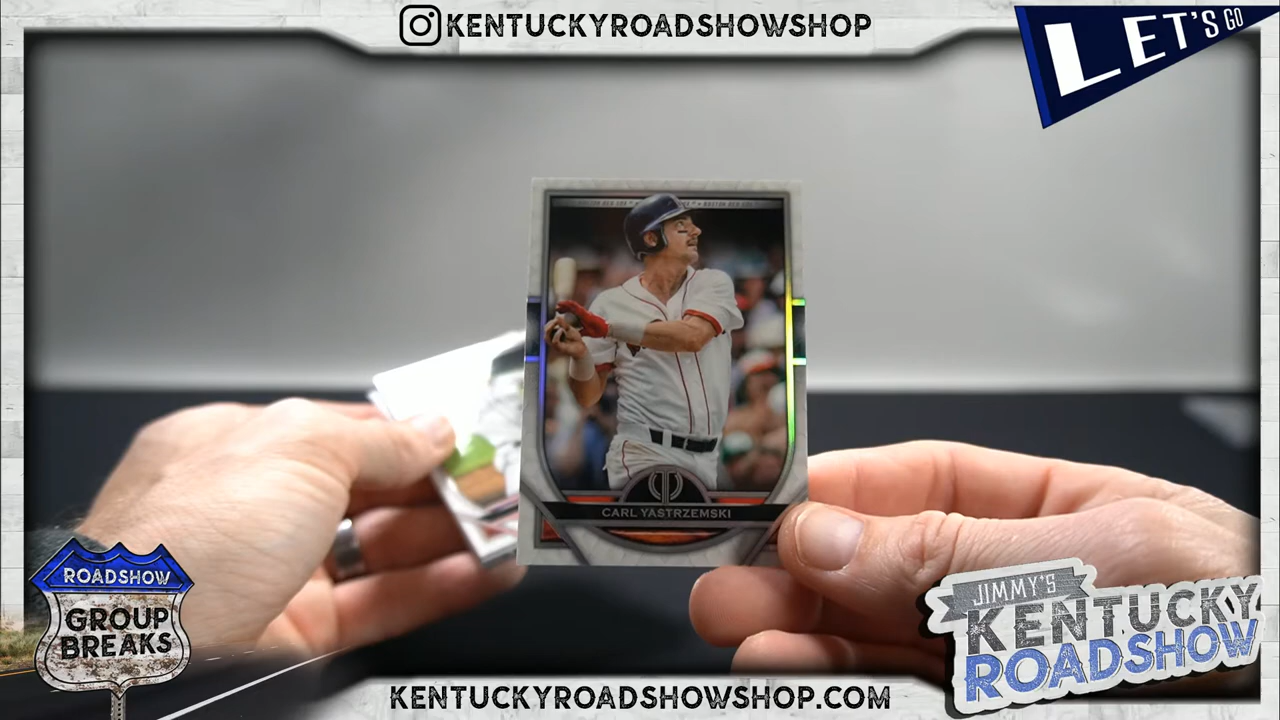 KENTUCKYROADSHOWSHOP
LET'S GO
CARL YASTRZEMSKI
ROADSHOW
GROUP
BREAKS
JIMMY'S
KENTUCKY
ROADSHOW
KENTUCKYROADSHOWSHOP.COM